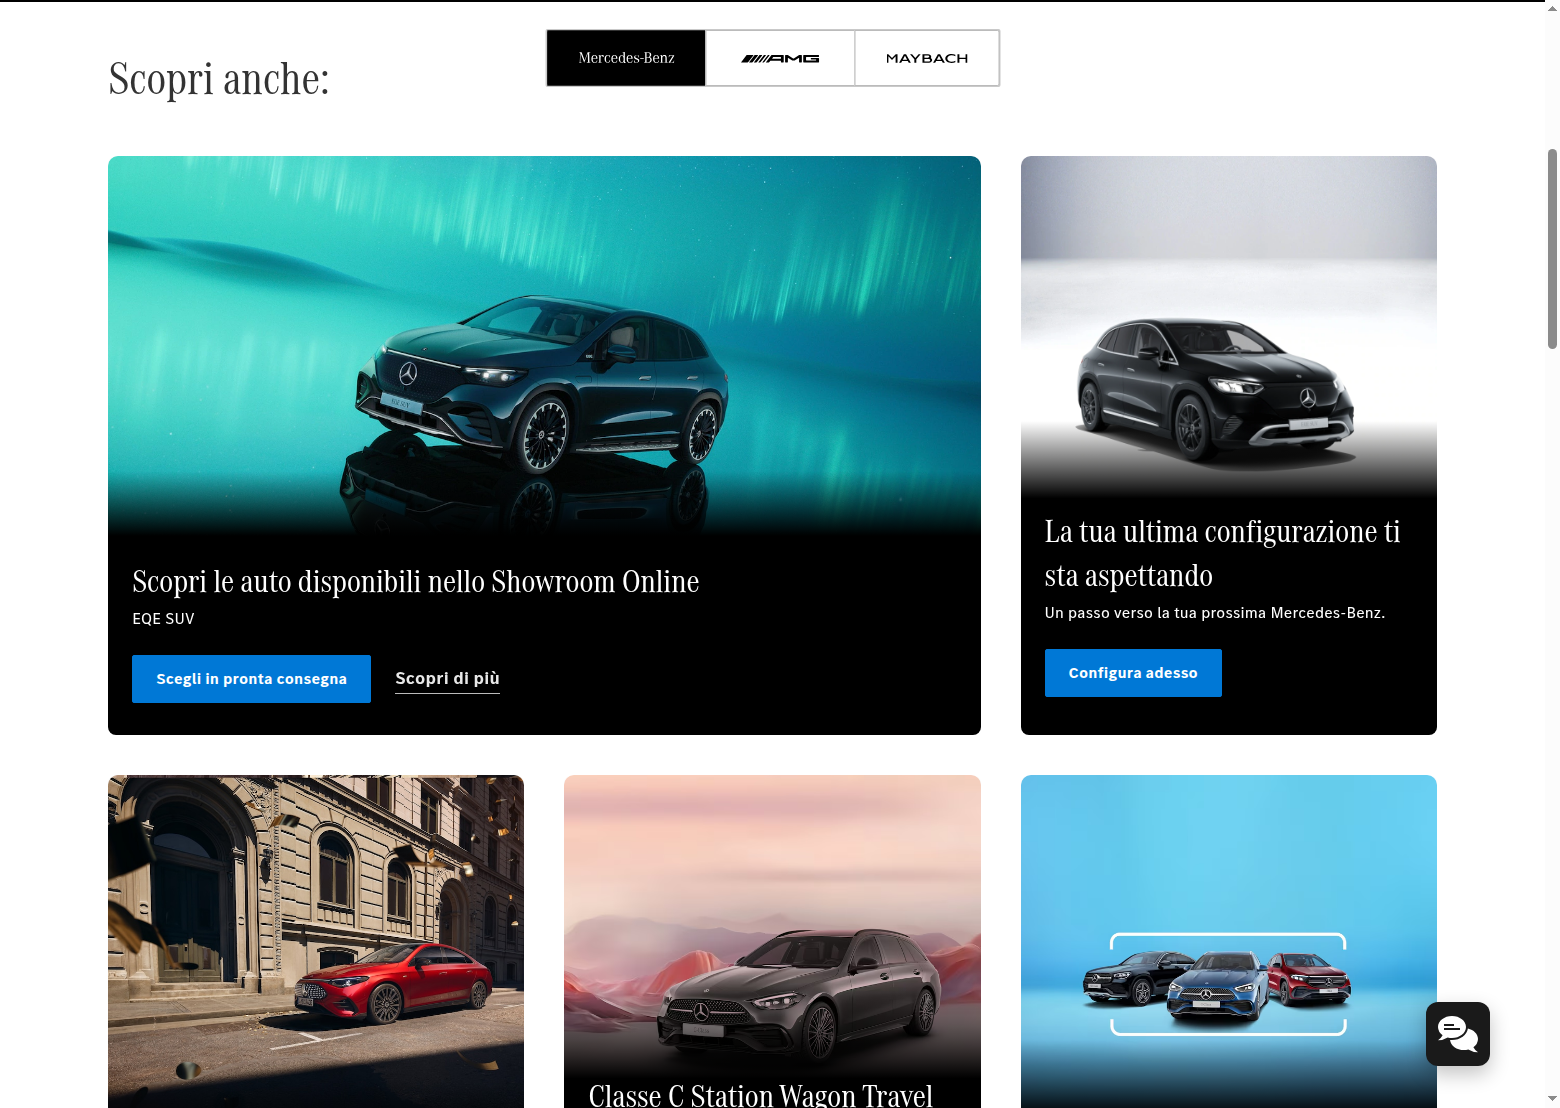 Scopri anche:
Mercedes-Benz
AMG
MAYBACH
Scopri le auto disponibili nello Showroom Online
EQE SUV
Scegli in pronta consegna
Scopri di più
La tua ultima configurazione ti
sta aspettando
Un passo verso la tua prossima Mercedes-Benz.
Configura adesso
Classe C Station Wagon Travel